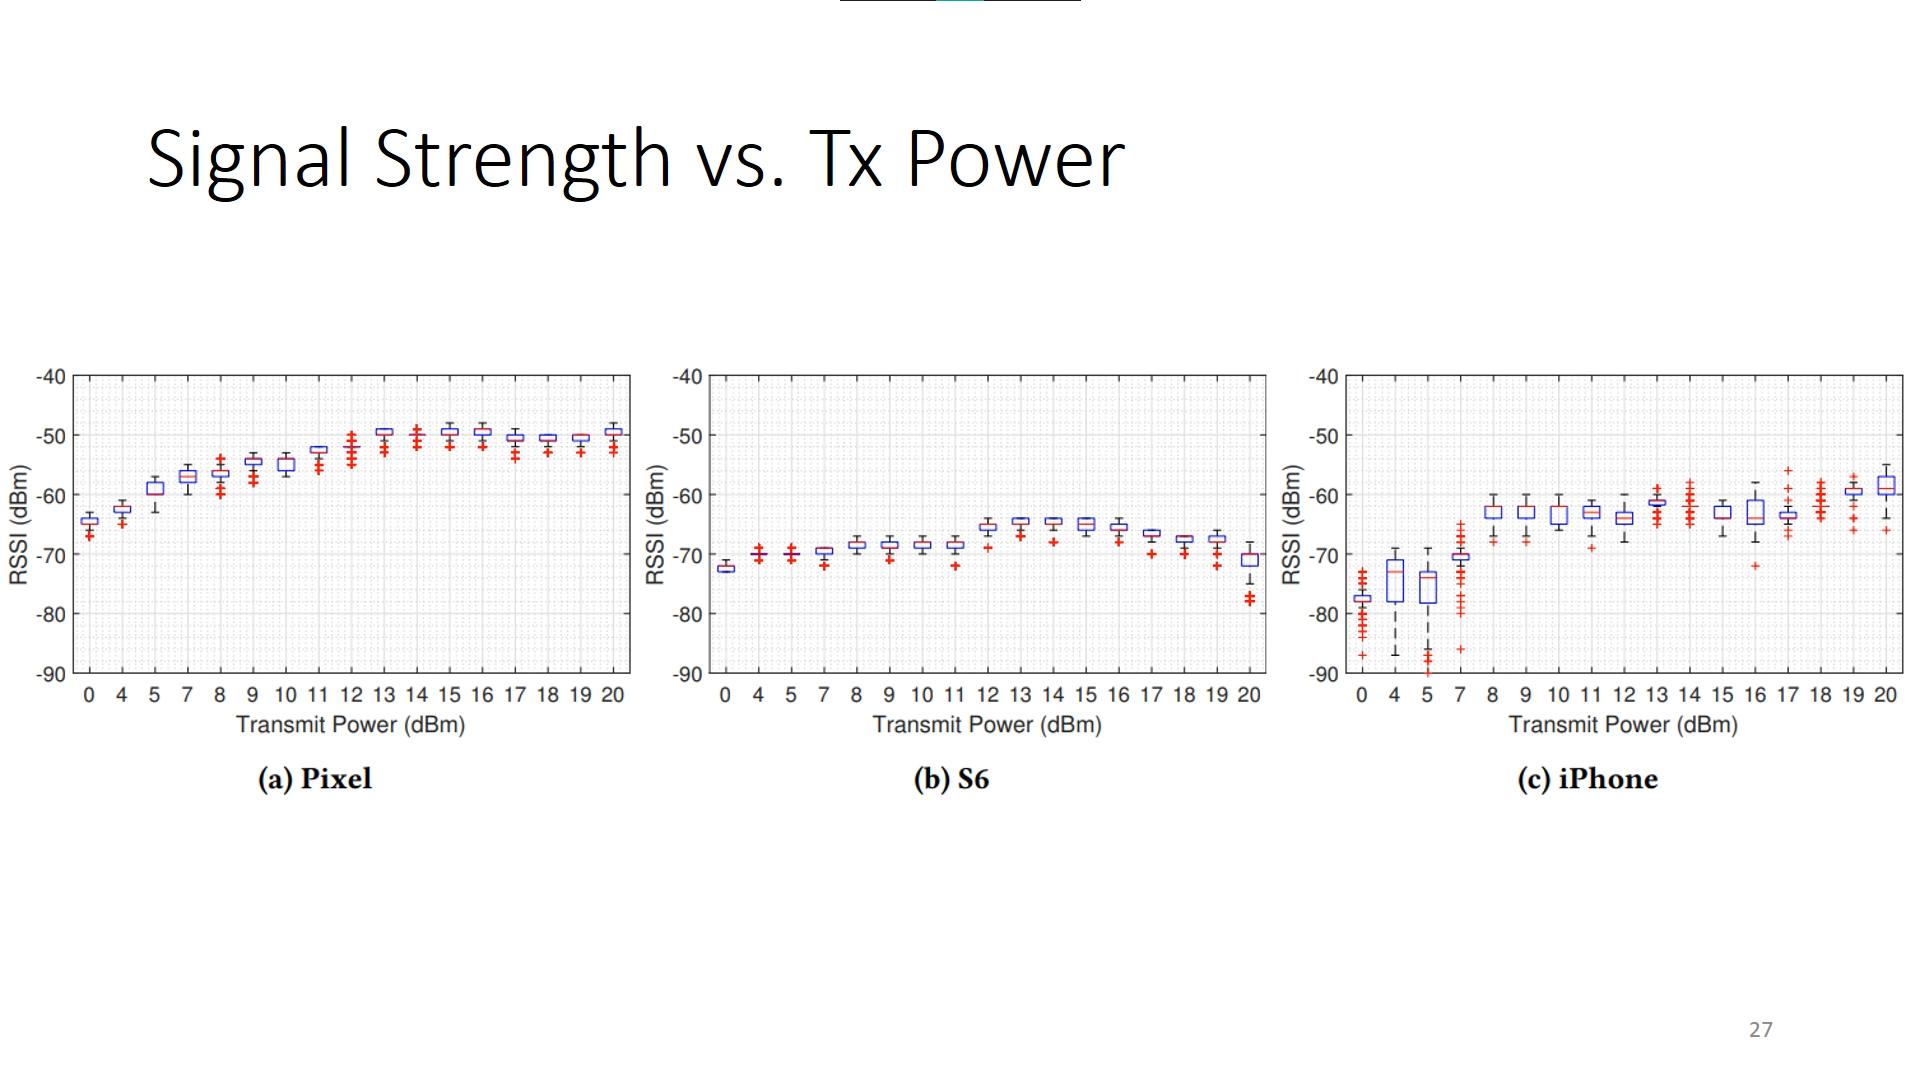 Signal Strength vs. Tx Power
-40
-50
-60
-70
-80
-90
RSSI (dBm)
0 4 5 7 8 9 10 11 12 13 14 15 16 17 18 19 20
Transmit Power (dBm)
(a) Pixel
-40
-50
-60
-70
-80
-90
RSSI (dBm)
0 4 5 7 8 9 10 11 12 13 14 15 16 17 18 19 20
Transmit Power (dBm)
(b) S6
-40
-50
-60
-70
-80
-90
RSSI (dBm)
0 4 5 7 8 9 10 11 12 13 14 15 16 17 18 19 20
Transmit Power (dBm)
(c) iPhone
27